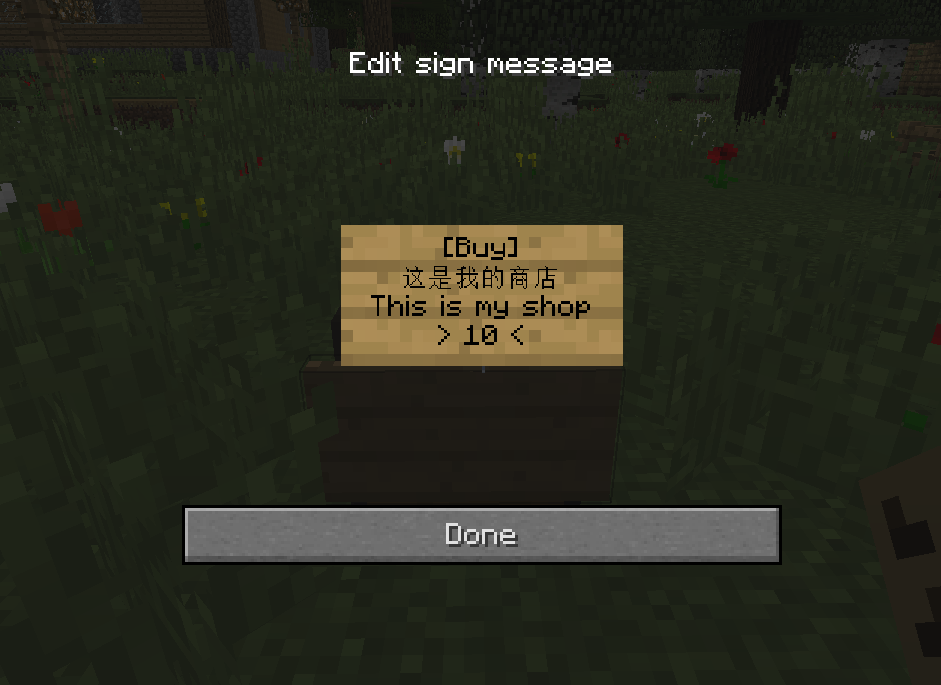 Edit sign message
[Buy]
这是我的商店
This is my shop
> 10 <
Done